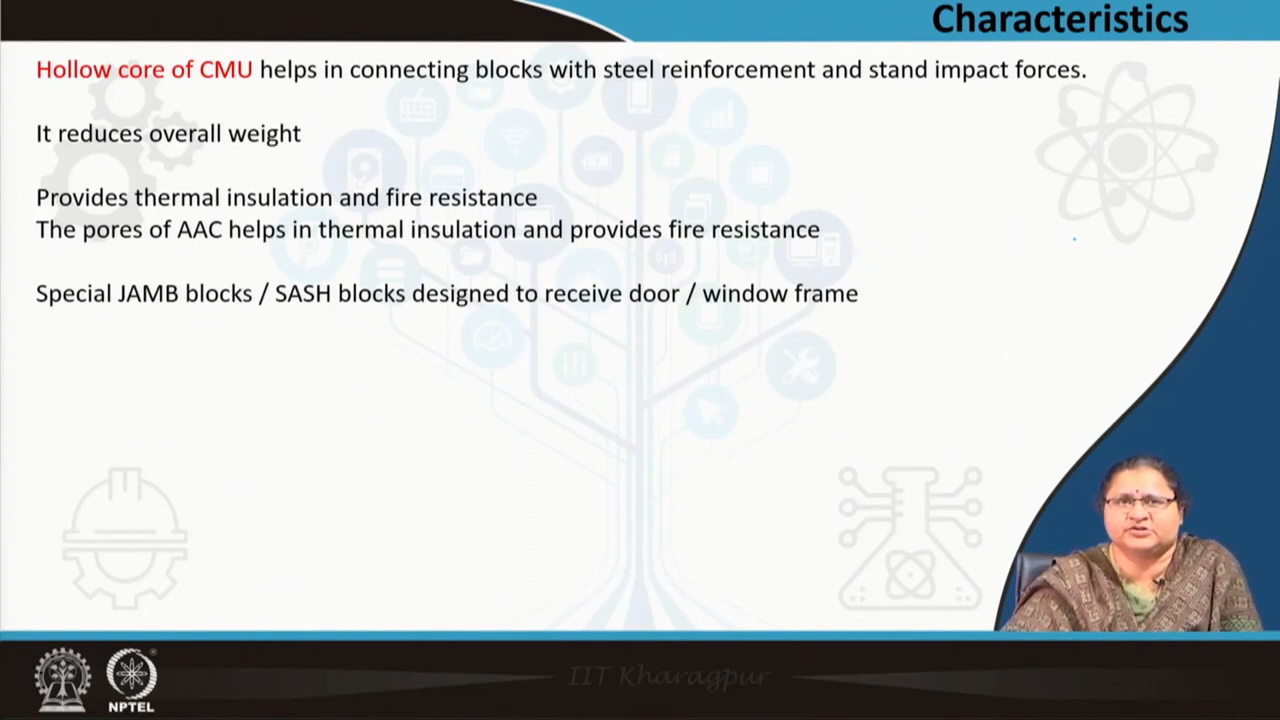 Characteristics
Hollow core of CMU helps in connecting blocks with steel reinforcement and stand impact forces.
It reduces overall weight
Provides thermal insulation and fire resistance
The pores of AAC helps in thermal insulation and provides fire resistance
Special JAMB blocks / SASH blocks designed to receive door / window frame
IIT Kharagpur
NPTEL